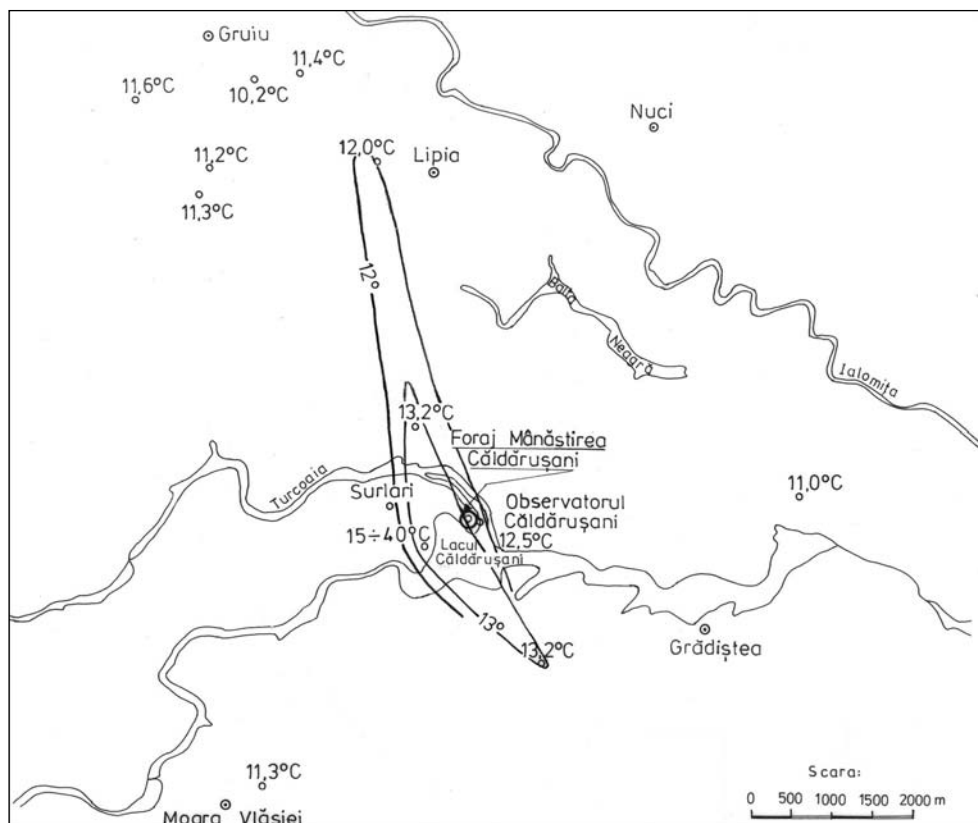 Gruiu
11,4°C
11,6°C
10,2°C
Nuci
11,2°C
12,0°C
Lipia
11,3°C
12°
Balta
Neagră
Ialomița
13,2°C
Foraj Mânăstirea
Căldărușani
Turcoaia
Surlari
11,0°C
Observatorul
Căldărușani
15÷40°C
12,5°C
Lacul
Căldărușani
13°
Grădiștea
13,2°C
11,3°C
Moara Vlăsiei
Scara:
0 500 1000 1500 2000 m